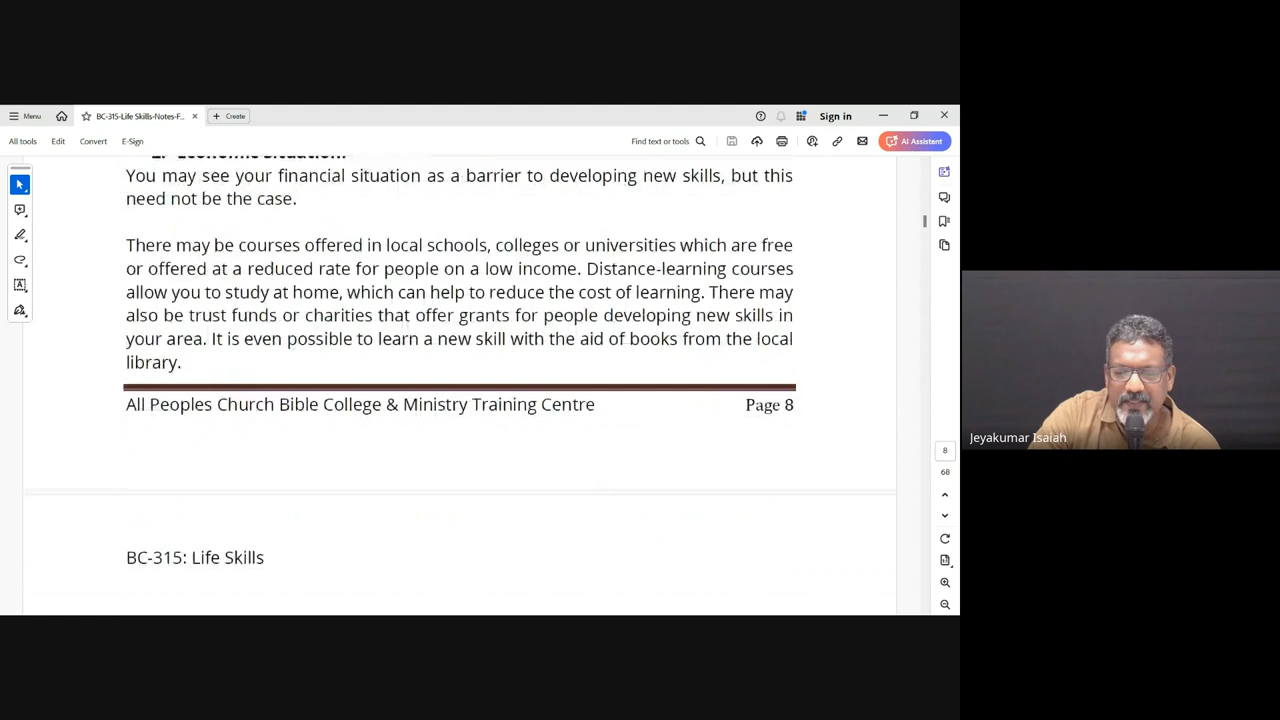 Menu
BC-315-Life Skills-Notes-F...
Create
Sign in
All tools
Edit
Convert
E-Sign
Find text or tools
AI Assistant
2. Economic Situation:
You may see your financial situation as a barrier to developing new skills, but this
need not be the case.
There may be courses offered in local schools, colleges or universities which are free
or offered at a reduced rate for people on a low income. Distance-learning courses
allow you to study at home, which can help to reduce the cost of learning. There may
also be trust funds or charities that offer grants for people developing new skills in
your area. It is even possible to learn a new skill with the aid of books from the local
library.
All Peoples Church Bible College & Ministry Training Centre
Page 8
BC-315: Life Skills
8
68
Jeyakumar Isaiah